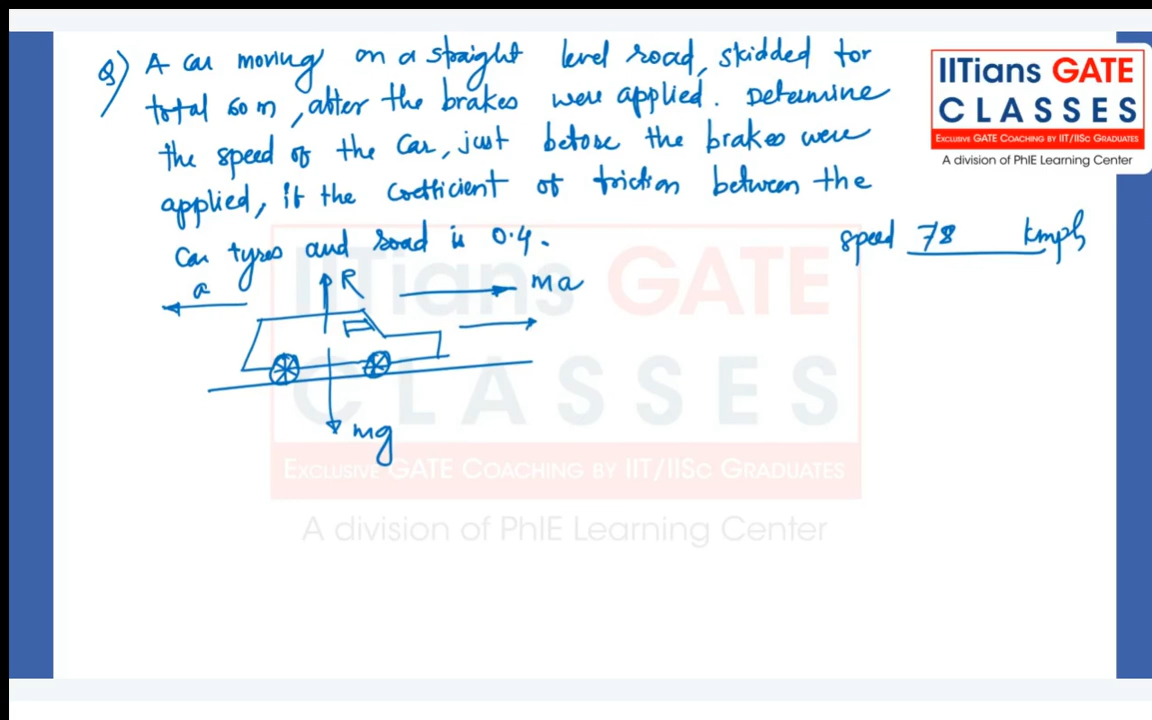 Q) A car moving on a straight level road, skidded for
total 60 m, after the brakes were applied. Determine
the speed of the car, just before the brakes were
applied, if the coefficient of friction between the
car tyres and road is 0.4.
speed 78 kmph
a
R
ma
mg
IITians GATE
CLASSES
EXCLUSIVE GATE COACHING BY IIT/IISc GRADUATES
A division of PhIE Learning Center
IITians GATE
CLASSES
EXCLUSIVE GATE COACHING BY IIT/IISc GRADUATES
A division of PhIE Learning Center